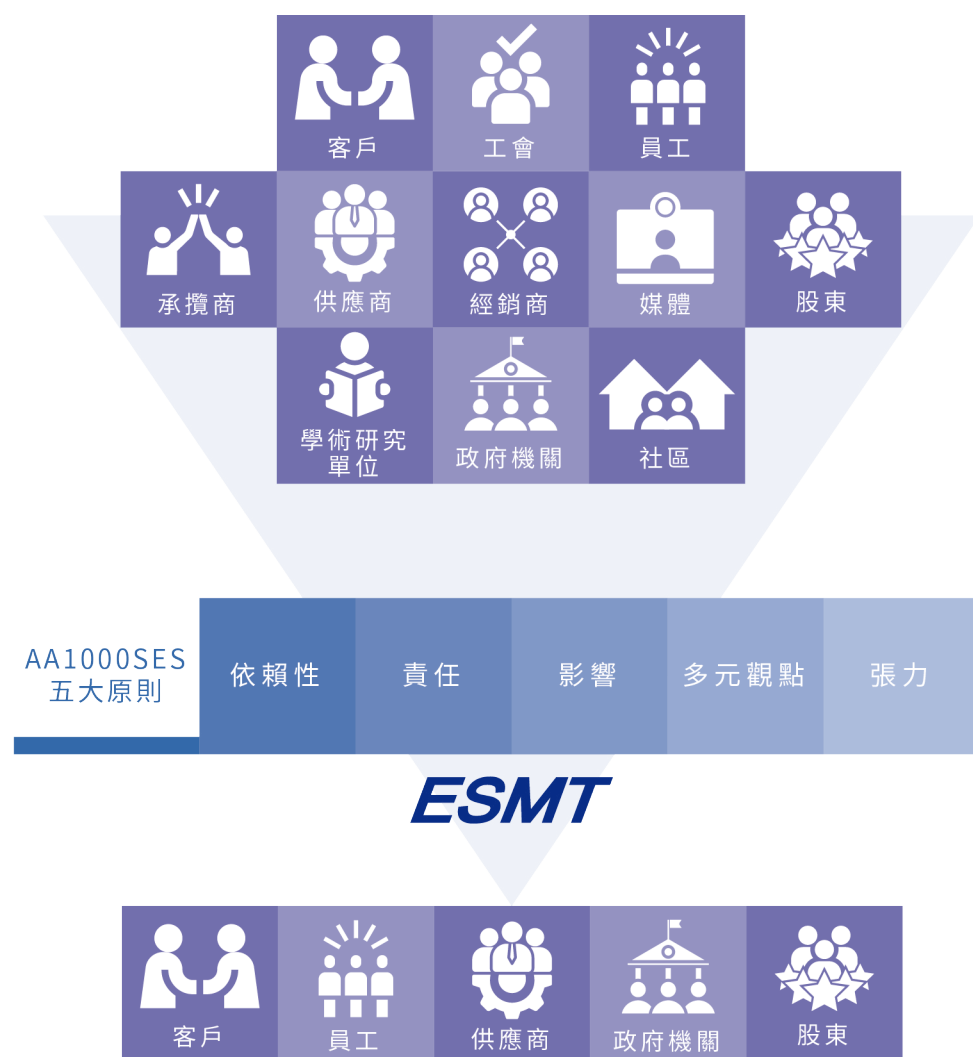 客戶
工會
員工
承攬商
供應商
經銷商
媒體
股東
學術研究
單位
政府機關
社區
AA1000SES
五大原則
依賴性
責任
影響
多元觀點
張力
ESMT
客戶
員工
供應商
政府機關
股東